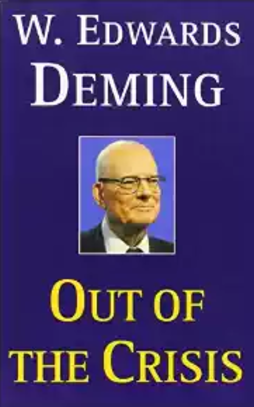 W. EDWARDS
DEMING
OUT OF
THE CRISIS